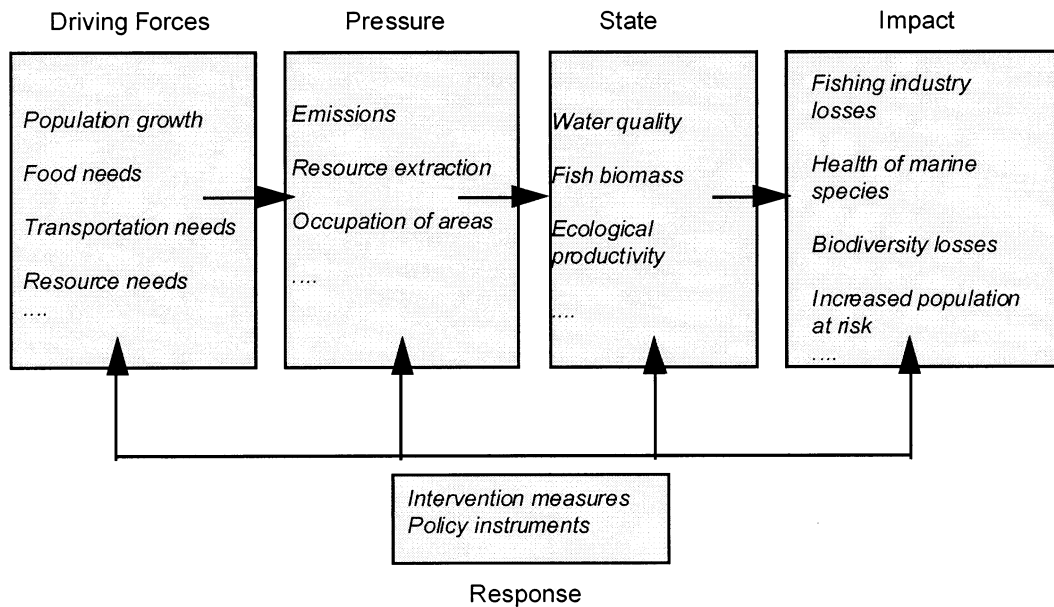 Driving Forces
Pressure
State
Impact
Population growth
Food needs
Transportation needs
Resource needs
....
Emissions
Resource extraction
Occupation of areas
....
Water quality
Fish biomass
Ecological
productivity
....
Fishing industry
losses
Health of marine
species
Biodiversity losses
Increased population
at risk
....
Intervention measures
Policy instruments
Response